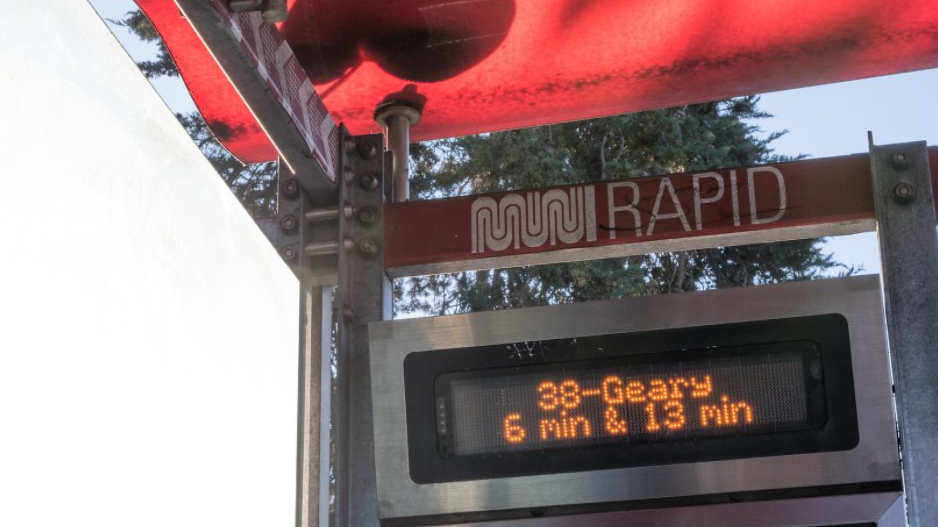 MUNI RAPID
38-Geary
6 min & 13 min